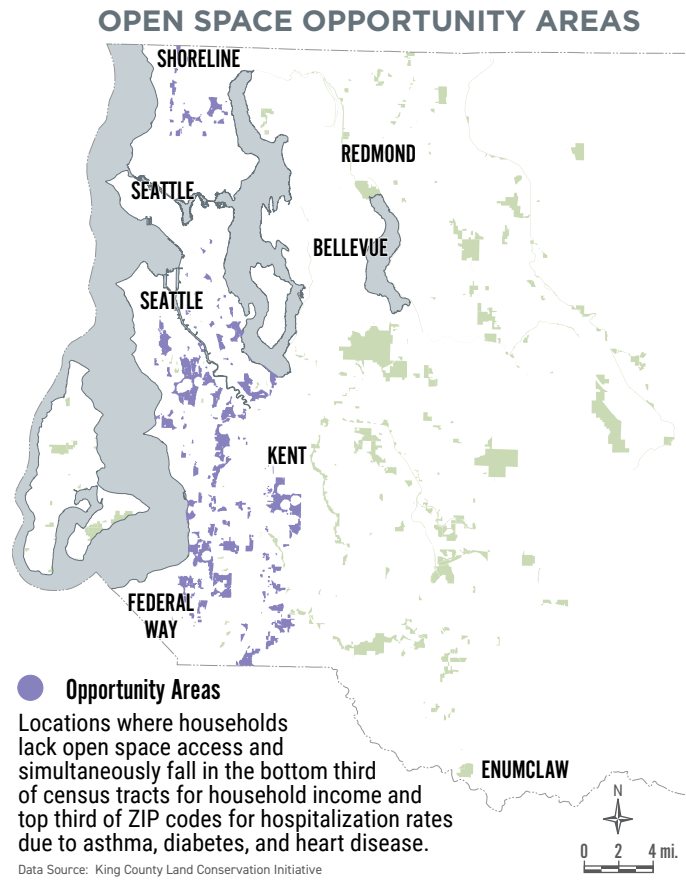 OPEN SPACE OPPORTUNITY AREAS
SHORELINE
REDMOND
SEATTLE
BELLEVUE
SEATTLE
KENT
FEDERAL
WAY
Opportunity Areas
Locations where households
lack open space access and
simultaneously fall in the bottom third
of census tracts for household income and
top third of ZIP codes for hospitalization rates
due to asthma, diabetes, and heart disease.
Data Source: King County Land Conservation Initiative
ENUMCLAW
N
0 2 4 mi.